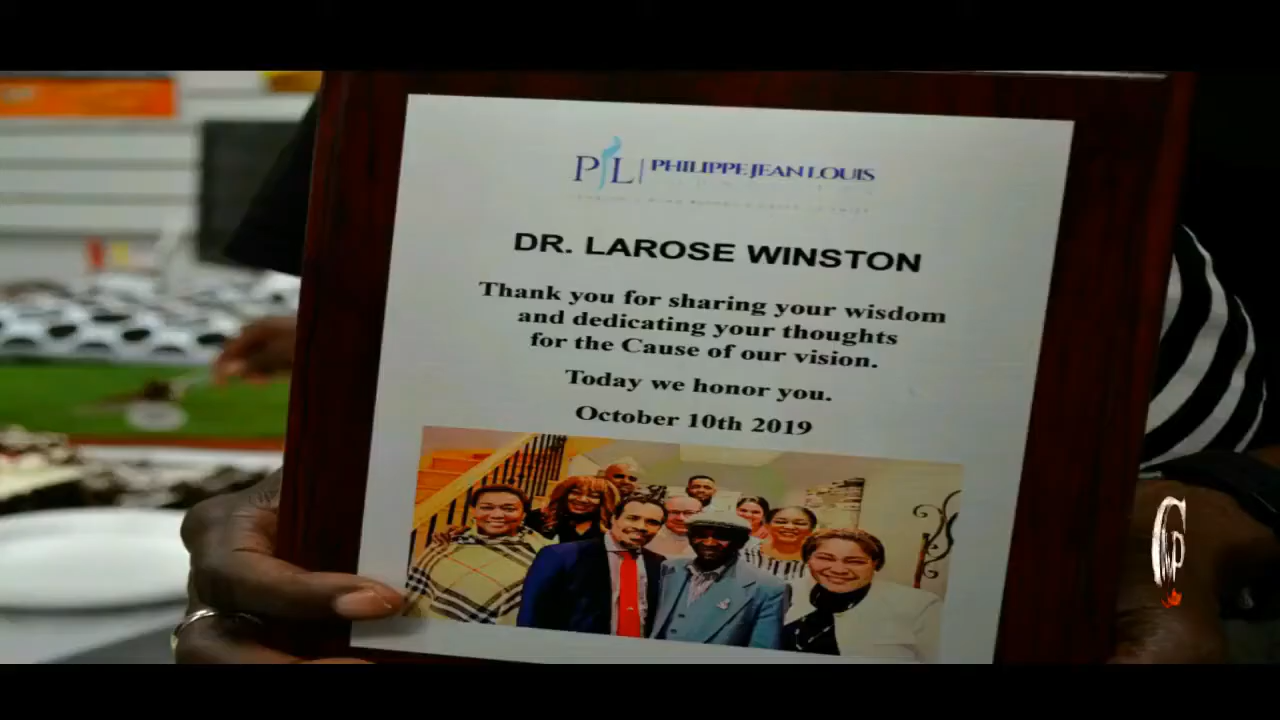 PJL | PHILIPPE JEAN LOUIS
DR. LAROSE WINSTON
Thank you for sharing your wisdom
and dedicating your thoughts
for the Cause of our vision.
Today we honor you.
October 10th 2019